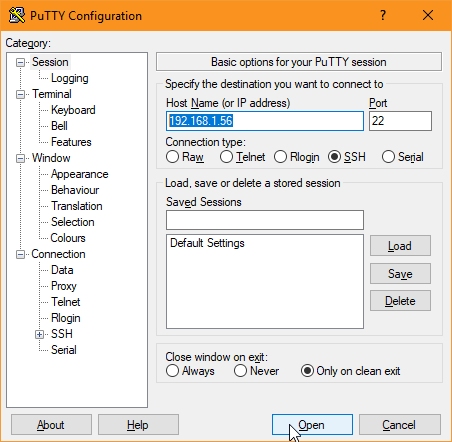 PuTTY Configuration
?
Category:
Session
Logging
Terminal
Keyboard
Bell
Features
Window
Appearance
Behaviour
Translation
Selection
Colours
Connection
Data
Proxy
Telnet
Rlogin
SSH
Serial
Basic options for your PuTTY session
Specify the destination you want to connect to
Host Name (or IP address) Port
192.168.1.56 22
Connection type:
Raw Telnet Rlogin SSH Serial
Load, save or delete a stored session
Saved Sessions
Default Settings
Load
Save
Delete
Close window on exit:
Always Never Only on clean exit
About Help Open Cancel